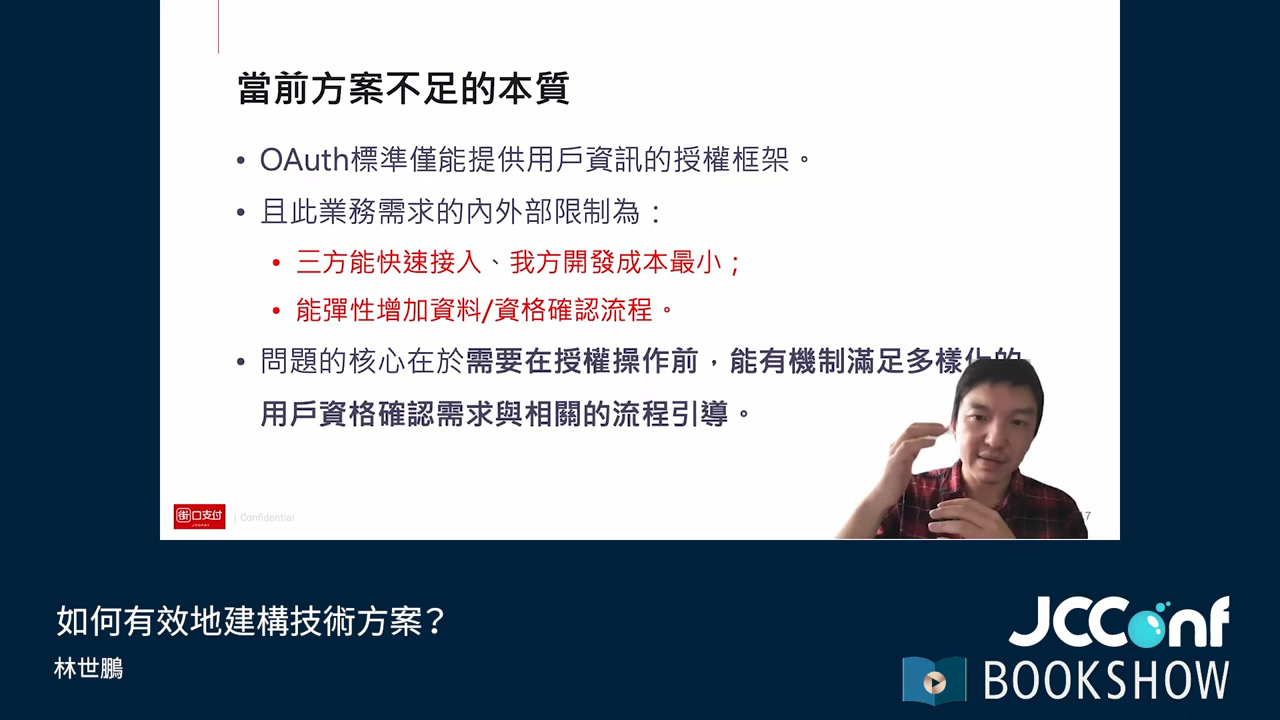 當前方案不足的本質
• OAuth標準僅能提供用戶資訊的授權框架。
• 且此業務需求的內外部限制為：
• 三方能快速接入、我方開發成本最小；
• 能彈性增加資料/資格確認流程。
• 問題的核心在於需要在授權操作前，能有機制滿足多樣化的
用戶資格確認需求與相關的流程引導。
街口支付
JKOPAY
| Confidential
17
如何有效地建構技術方案？
林世鵬
JCConf
BOOKSHOW